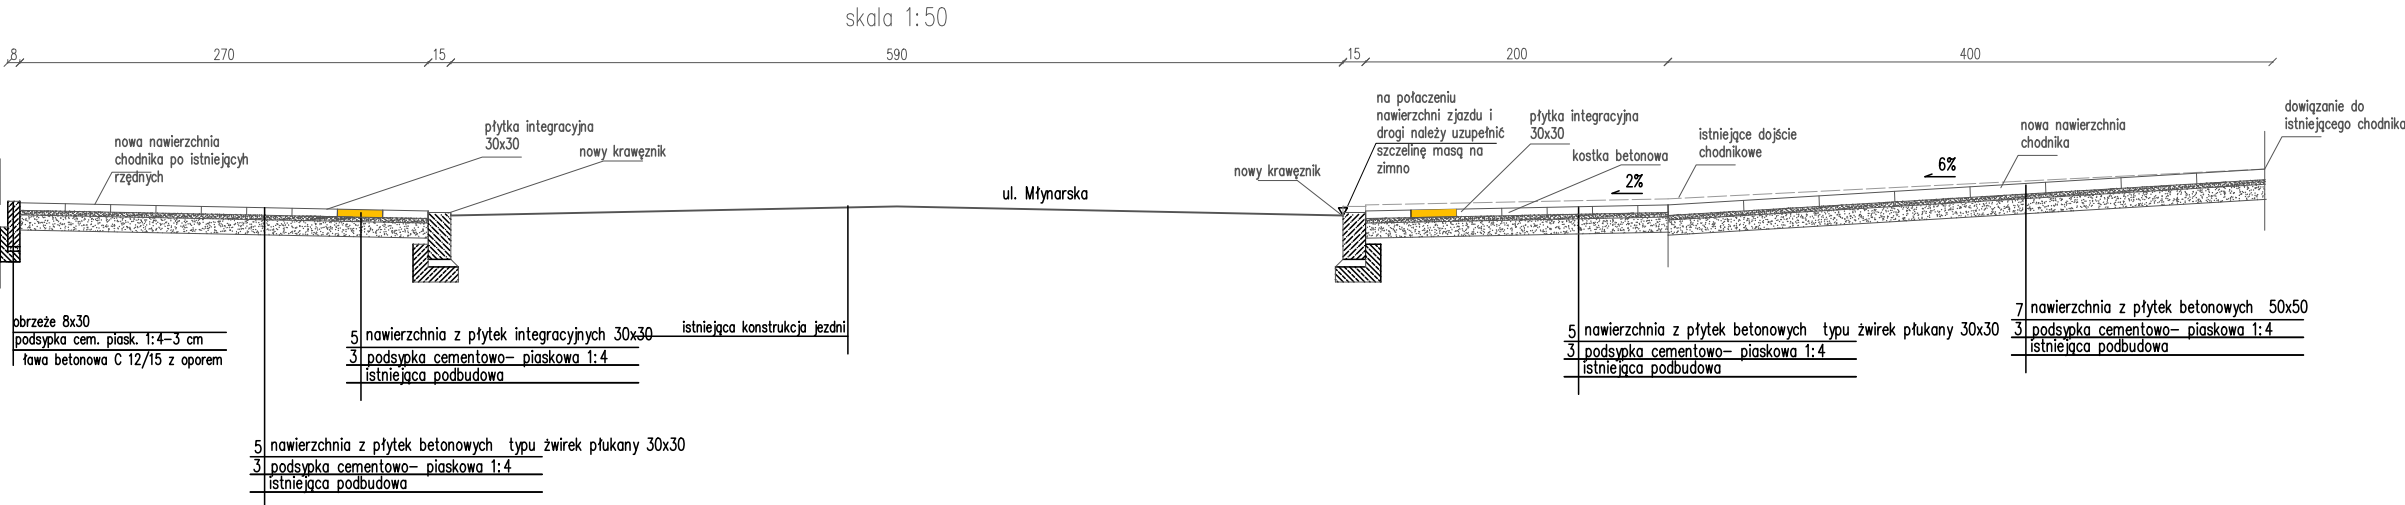 skala 1:50
8
270
15
590
15
200
400
nowa nawierzchnia
chodnika po istniejącyh
rzędnych
płytka integracyjna
30x30
nowy krawęznik
ul. Młynarska
nowy krawęznik
na połaczeniu
nawierzchni zjazdu i
drogi należy uzupełnić
szczelinę masą na
zimno
płytka integracyjna
30x30
kostka betonowa
2%
istniejące dojście
chodnikowe
6%
nowa nawierzchnia
chodnika
dowiązanie do
istniejącego chodnika
obrzeże 8x30
podsypka cem. piask. 1:4-3 cm
ława betonowa C 12/15 z oporem
5 nawierzchnia z płytek integracyjnych 30x30
3 podsypka cementowo- piaskowa 1:4
istniejąca podbudowa
istniejąca konstrukcja jezdni
5 nawierzchnia z płytek betonowych typu żwirek płukany 30x30
3 podsypka cementowo- piaskowa 1:4
istniejąca podbudowa
7 nawierzchnia z płytek betonowych 50x50
3 podsypka cementowo- piaskowa 1:4
istniejąca podbudowa
5 nawierzchnia z płytek betonowych typu żwirek płukany 30x30
3 podsypka cementowo- piaskowa 1:4
istniejąca podbudowa